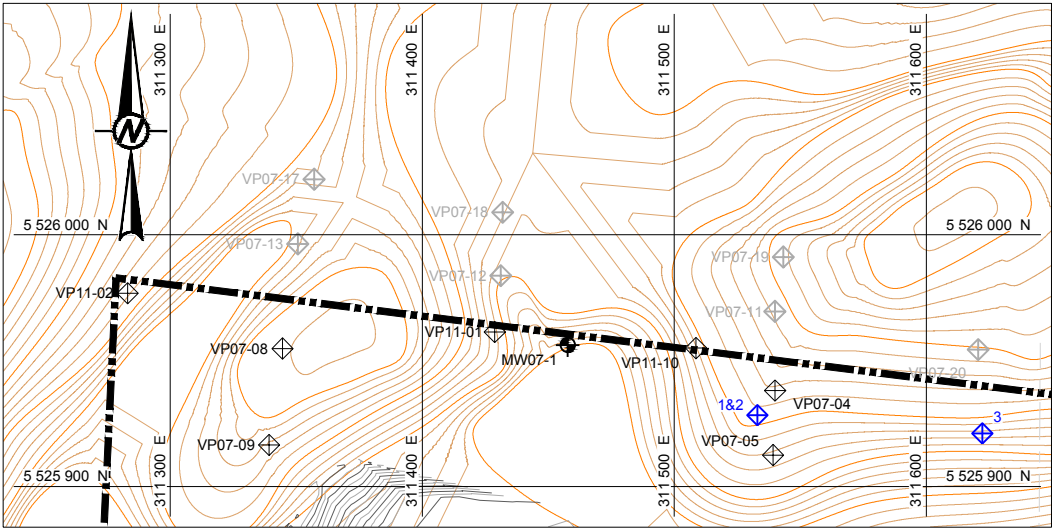 311 300 E
311 400 E
311 500 E
311 600 E
N
VP07-17
VP07-18
5 526 000 N
5 526 000 N
VP07-13
VP07-19
VP07-12
VP11-02
VP07-11
VP11-01
VP07-08
MW07-1
VP11-10
VP07-20
1&2
VP07-04
3
VP07-09
VP07-05
5 525 900 N
5 525 900 N
311 300 E
311 400 E
311 500 E
311 600 E